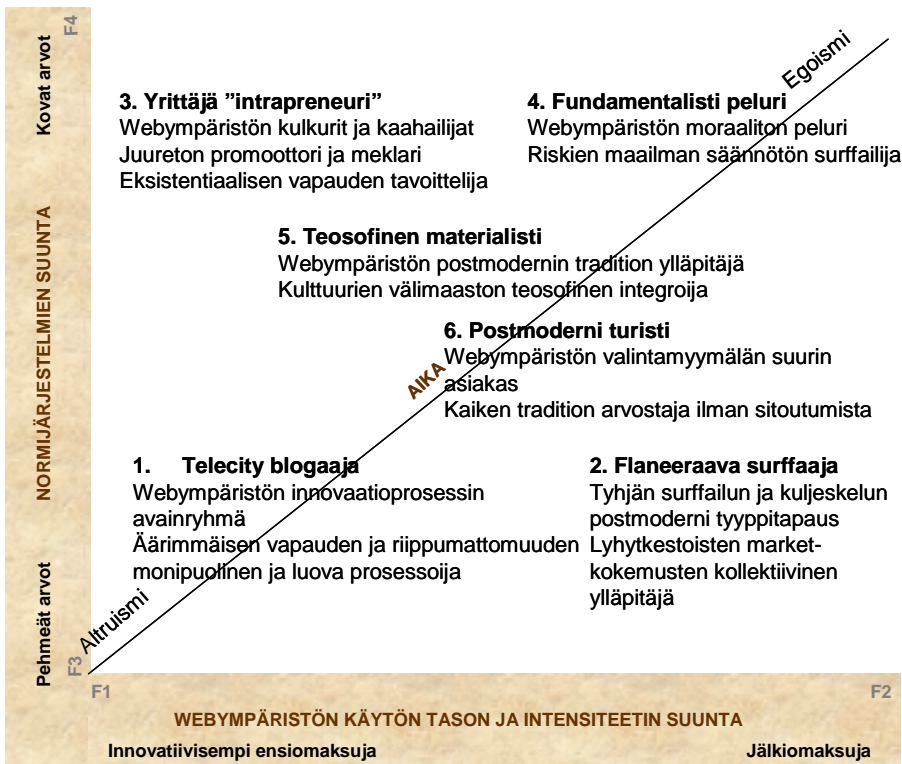 F4
Kovat arvot
Egoismi
3. Yrittäjä ”intrapreneuri”
Webympäristön kulkurit ja kaahailijat
Juureton promoottori ja meklari
Eksistentiaalisen vapauden tavoittelija
4. Fundamentalisti peluri
Webympäristön moraaliton peluri
Riskien maailman säännötön surffailija
NORMIJÄRJESTELMIEN SUUNTA
5. Teosofinen materialisti
Webympäristön postmodernin tradition ylläpitäjä
Kulttuurien välimaaston teosofinen integroija
6. Postmoderni turisti
Webympäristön valintamyymälän suurin
asiakas
Kaiken tradition arvostaja ilman sitoutumista
AIKA
1. Telecity blogaaja
Webympäristön innovaatioprosessin
avainryhmä
Äärimmäisen vapauden ja riippumattomuuden
monipuolinen ja luova prosessoija
2. Flaneeraava surffaaja
Tyhjän surffailun ja kuljeskelun
postmoderni tyyppitapaus
Lyhytkestoisten market-
kokemusten kollektiivinen
ylläpitäjä
Altruismi
Pehmeät arvot
F3
F1
F2
WEBYMPÄRISTÖN KÄYTÖN TASON JA INTENSITEETIN SUUNTA
Innovatiivisempi ensiomaksuja
Jälkiomaksuja